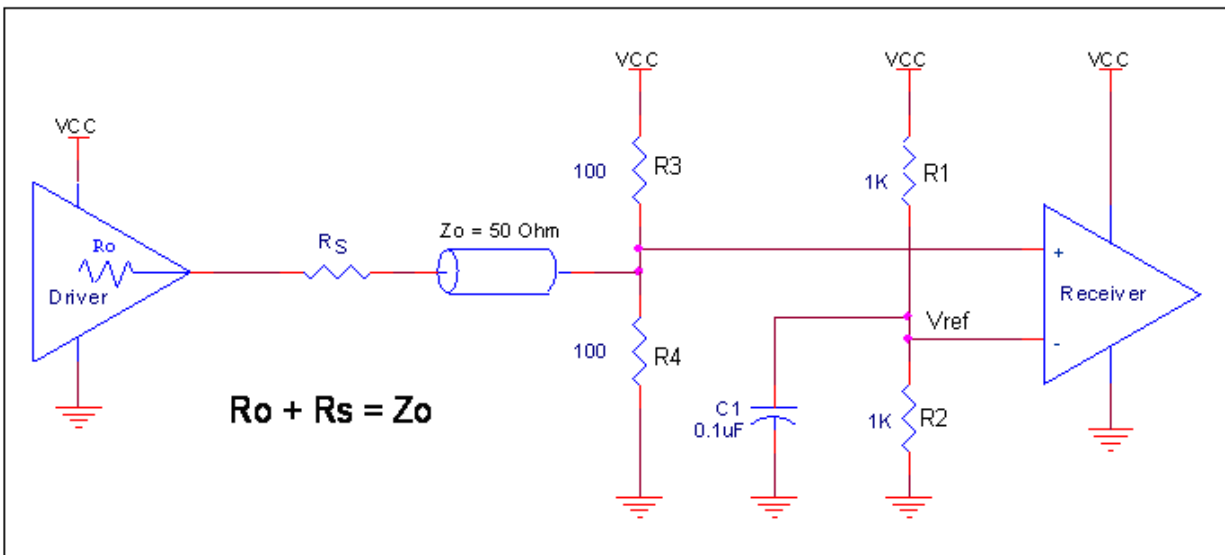 VCC
VCC
VCC
VCC
100
R3
1K
R1
Ro
Driver
RS
Zo = 50 Ohm
+
Receiver
Vref
-
100
R4
Ro + Rs = Zo
C1
0.1uF
1K
R2